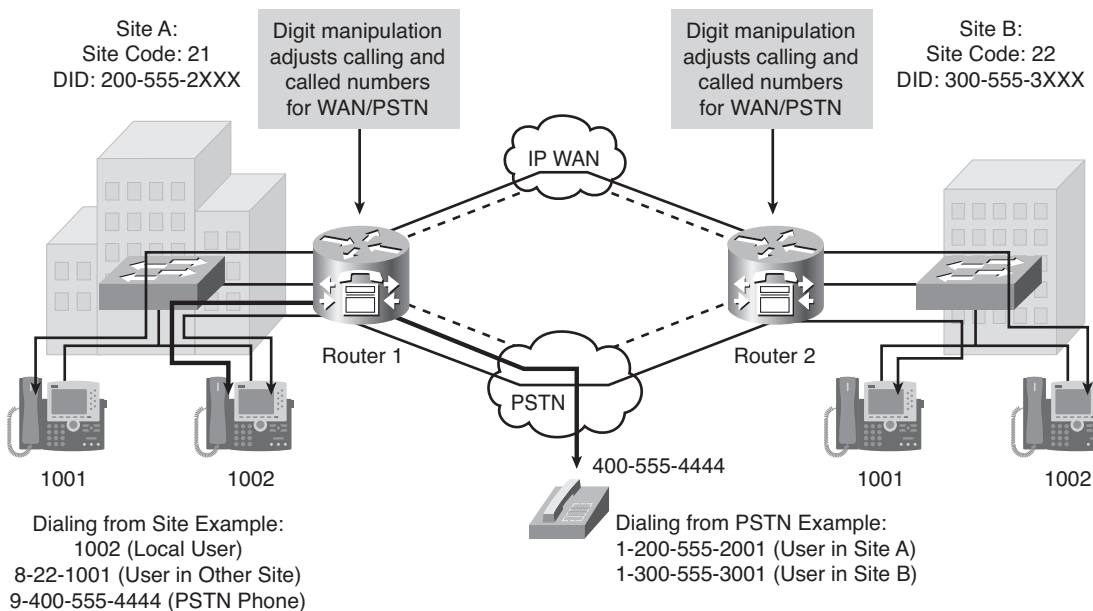 Site A:
Site Code: 21
DID: 200-555-2XXX
Digit manipulation
adjusts calling and
called numbers
for WAN/PSTN
Digit manipulation
adjusts calling and
called numbers
for WAN/PSTN
Site B:
Site Code: 22
DID: 300-555-3XXX
IP WAN
Router 1
Router 2
PSTN
1001
1002
400-555-4444
1001
1002
Dialing from Site Example:
1002 (Local User)
8-22-1001 (User in Other Site)
9-400-555-4444 (PSTN Phone)
Dialing from PSTN Example:
1-200-555-2001 (User in Site A)
1-300-555-3001 (User in Site B)